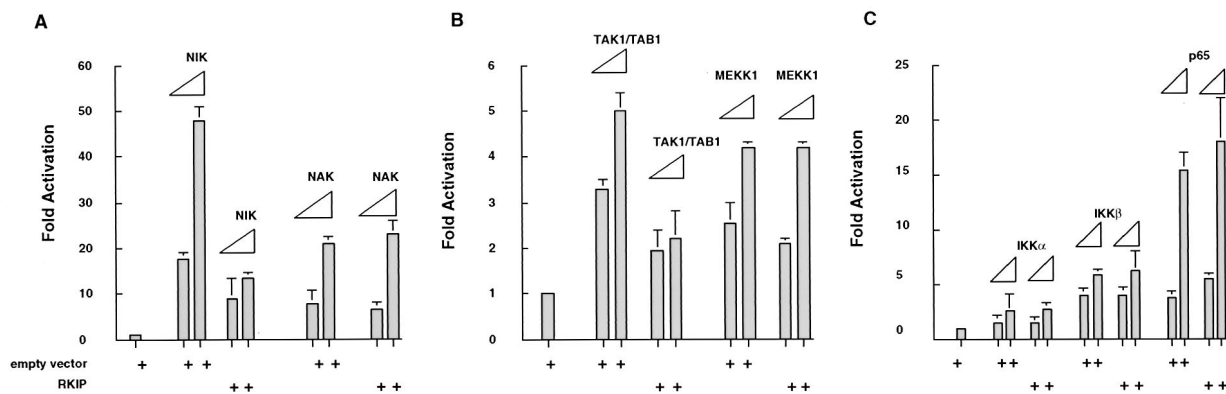 A
Fold Activation
60
50
40
30
20
10
0
NIK
NIK
NAK
NAK
empty vector + + + + +
RKIP + + + +
B
Fold Activation
6
5
4
3
2
1
0
TAK1/TAB1
TAK1/TAB1
MEKK1
MEKK1
+ + + + +
+ + + +
C
Fold Activation
25
20
15
10
5
0
IKKα
IKKβ
p65
+ ++ ++ ++
++ ++ ++